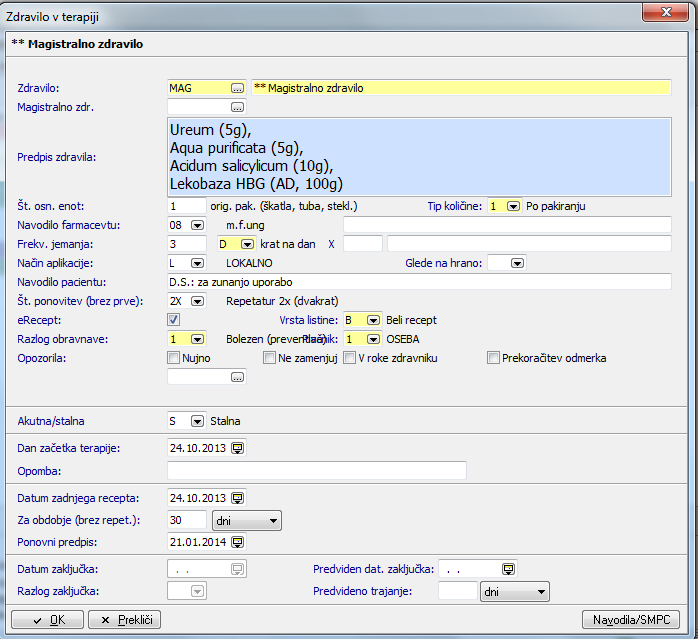 Zdravilo v terapiji
** Magistralno zdravilo
Zdravilo: MAG ... ** Magistralno zdravilo
Magistralno zdr. ...
Predpis zdravila: Ureum (5g),
Aqua purificata (5g),
Acidum salicylicum (10g),
Lekobaza HBG (AD, 100g)
Št. osn. enot: 1 orig. pak. (škatla, tuba, stekl.) Tip količine: 1 Po pakiranju
Navodilo farmacevtu: 08 m.f.ung
Frekv. jemanja: 3 D krat na dan X
Način aplikacije: L LOKALNO Glede na hrano:
Navodilo pacientu: D.S.: za zunanjo uporabo
Št. ponovitev (brez prve): 2X Repetatur 2x (dvakrat)
eRecept: Vrsta listine: B Beli recept
Razlog obravnave: 1 Bolezen (preventiva) 1 OSEBA
Opozorila: Nujno Ne zamenjuj V roke zdravniku Prekoračitev odmerka
...
Akutna/stalna S Stalna
Dan začetka terapije: 24.10.2013
Opomba:
Datum zadnjega recepta: 24.10.2013
Za obdobje (brez repet.): 30 dni
Ponovni predpis: 21.01.2014
Datum zaključka: . . Predviden dat. zaključka: . .
Razlog zaključka: Predvideno trajanje: dni
OK Prekliči Navodila/SMPC